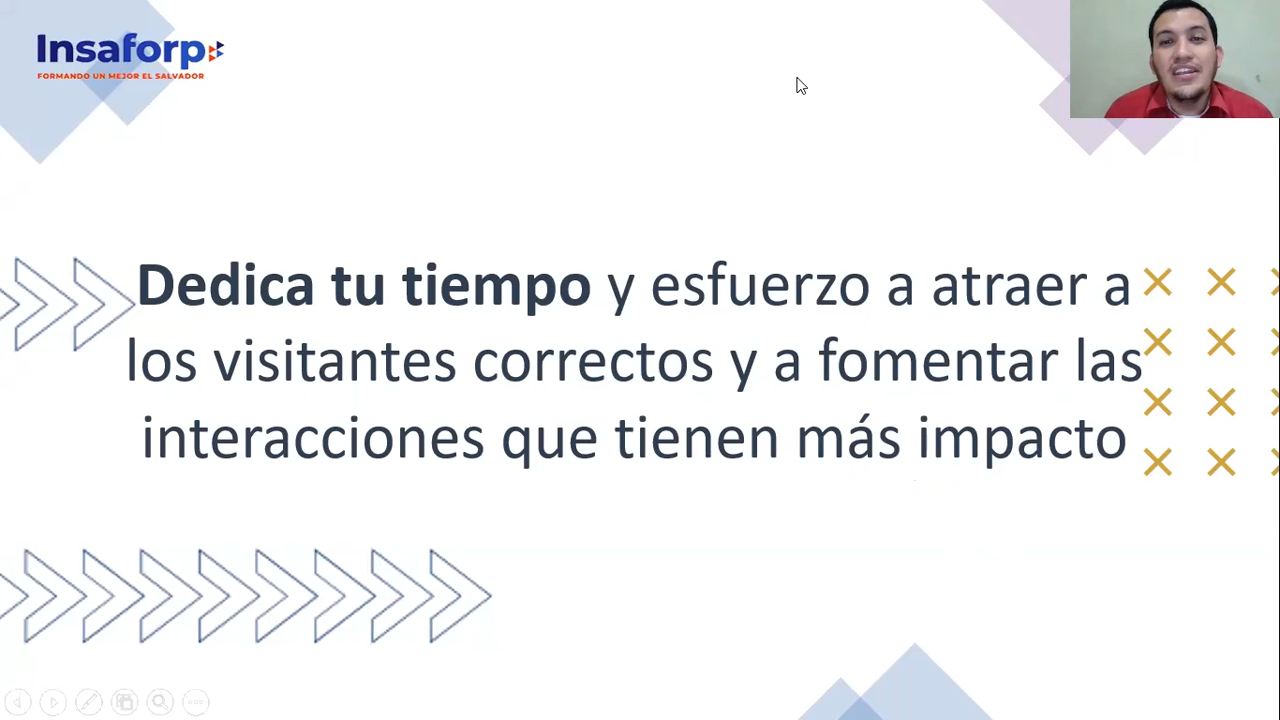 Insaforp
FORMANDO UN MEJOR EL SALVADOR
Dedica tu tiempo y esfuerzo a atraer a
los visitantes correctos y a fomentar las
interacciones que tienen más impacto